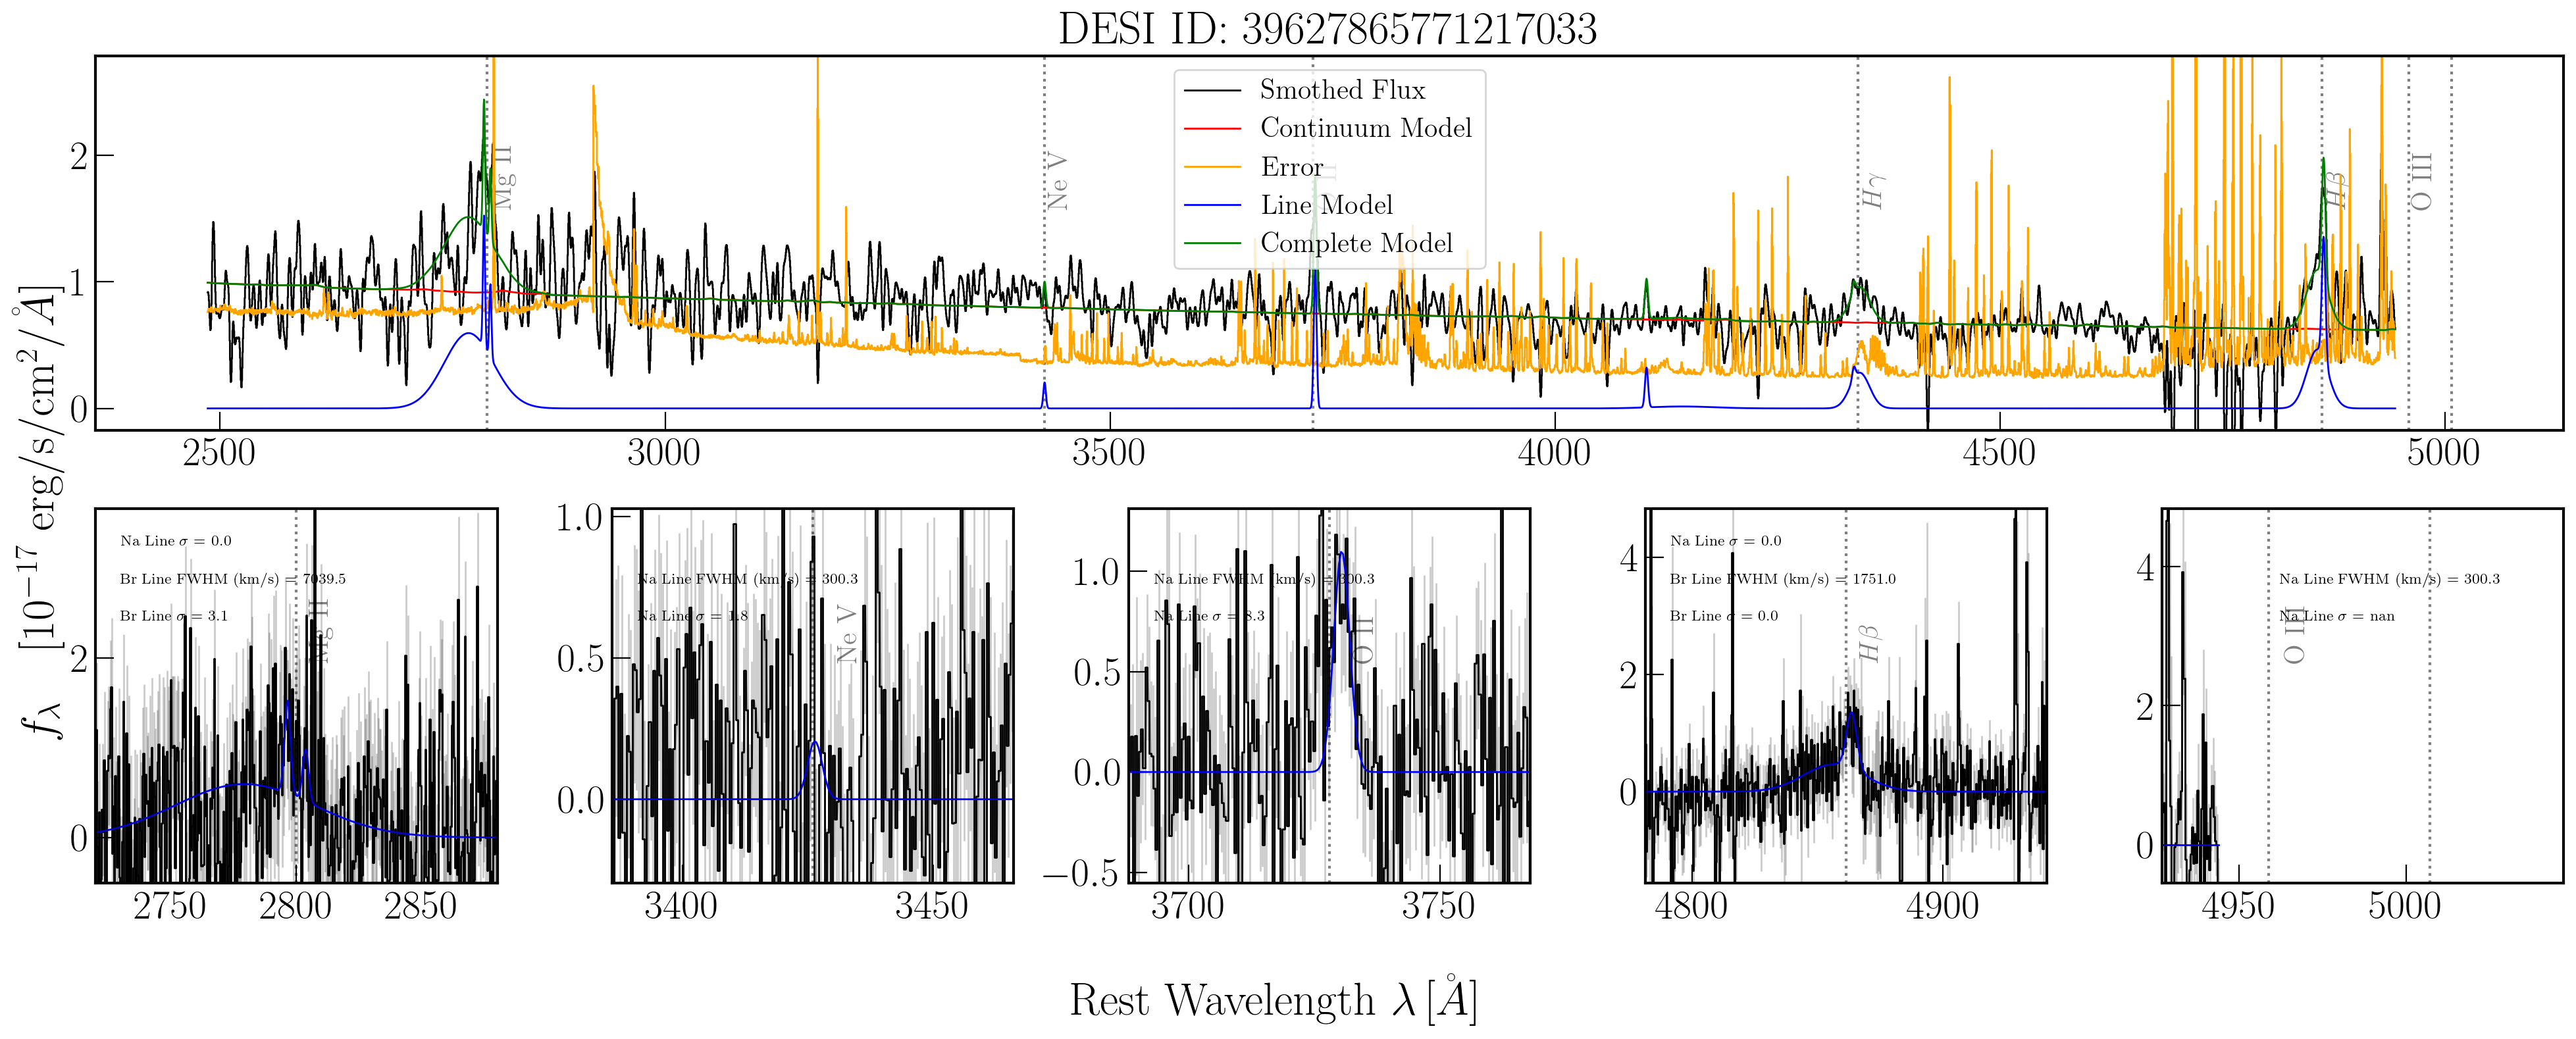 DESI ID: 39627865771217033
Smothed Flux
Continuum Model
Error
Line Model
Complete Model
Mg II
Ne V
O II
Hγ
Hβ
O III
2
1
0
2500 3000 3500 4000 4500 5000
f_λ [10^{-17} erg/s/cm^2/Å]
Na Line σ = 0.0
Br Line FWHM (km/s) = 7039.5
Br Line σ = 3.1
Mg II
2
0
2750 2800 2850
Na Line FWHM (km/s) = 300.3
Na Line σ = 1.8
Ne V
1.0
0.5
0.0
3400 3450
Na Line FWHM (km/s) = 300.3
Na Line σ = 8.3
O II
1.0
0.5
0.0
−0.5
3700 3750
Na Line σ = 0.0
Br Line FWHM (km/s) = 1751.0
Br Line σ = 0.0
Hβ
4
2
0
4800 4900
Na Line FWHM (km/s) = 300.3
Na Line σ = nan
O III
4
2
0
4950 5000
Rest Wavelength λ [Å]